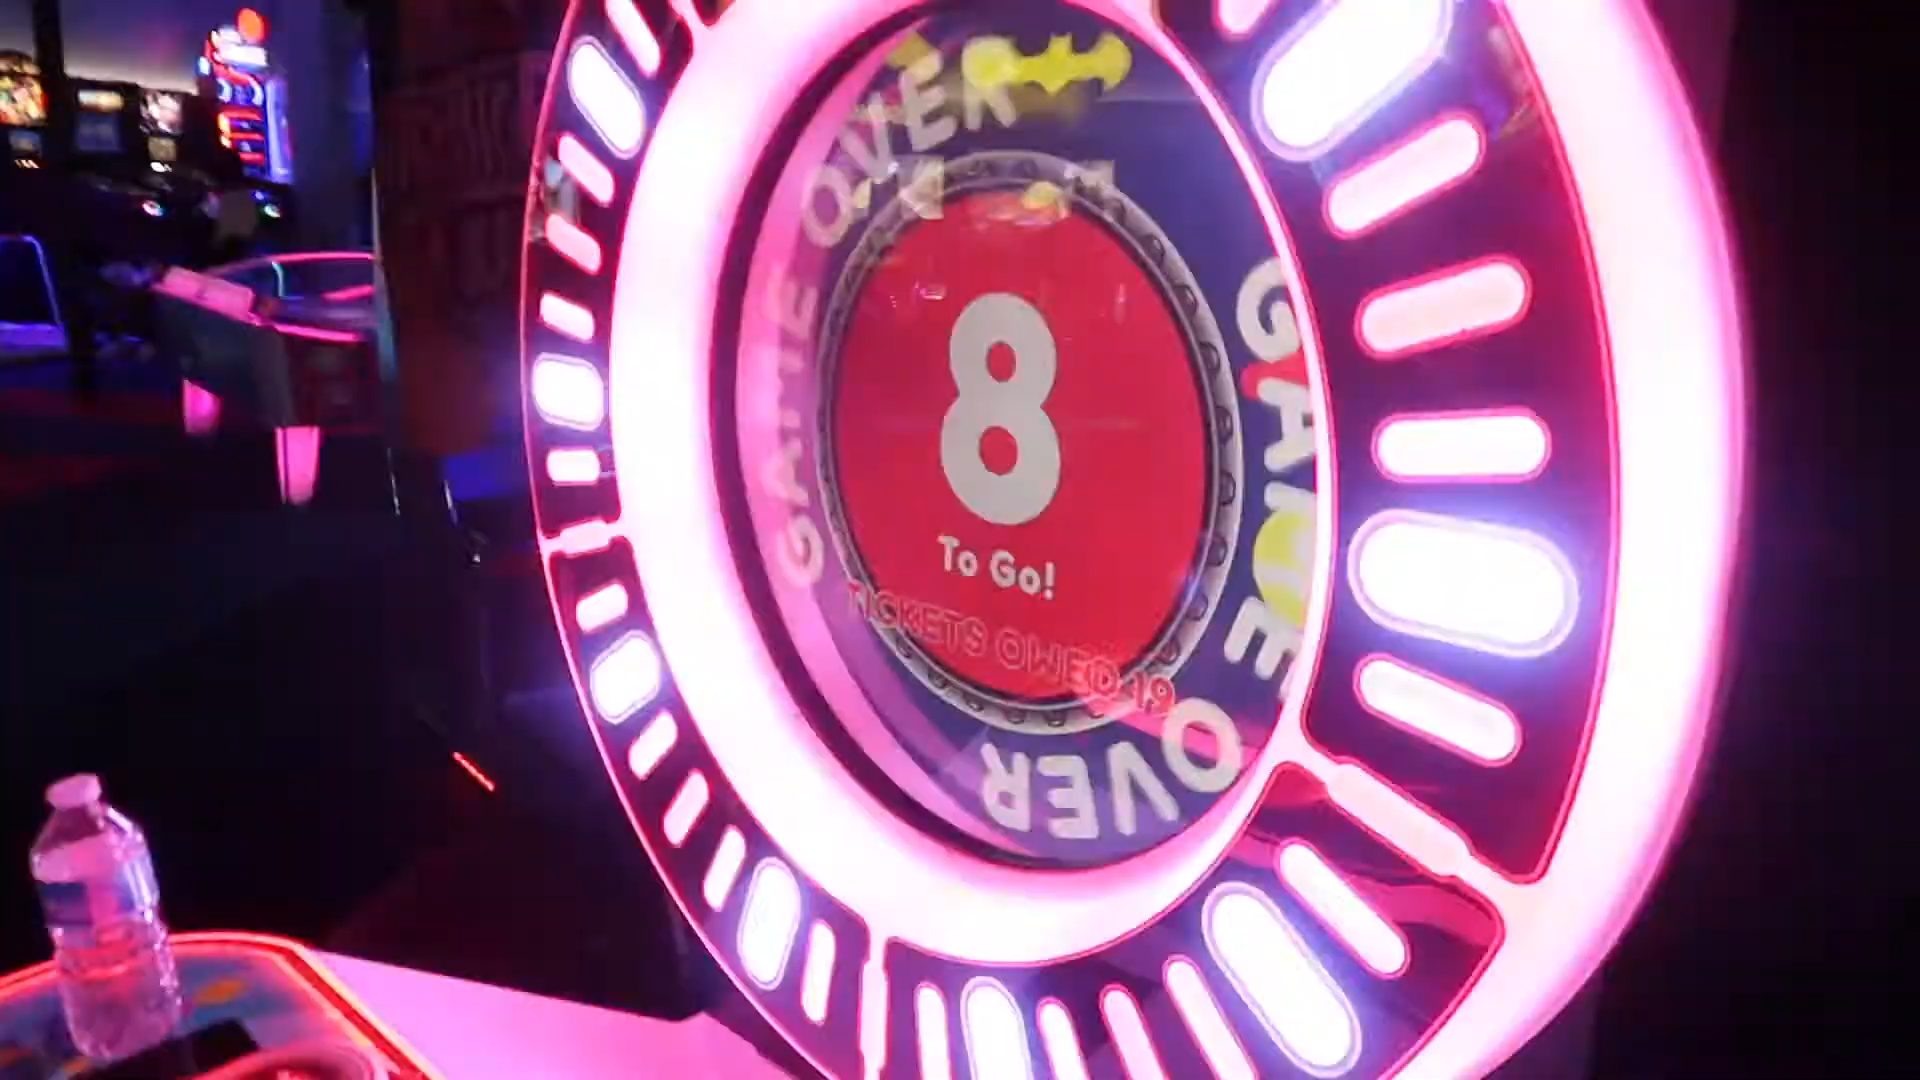 GAME OVER
8
To Go!
TICKETS OWED 19
GAME OVER